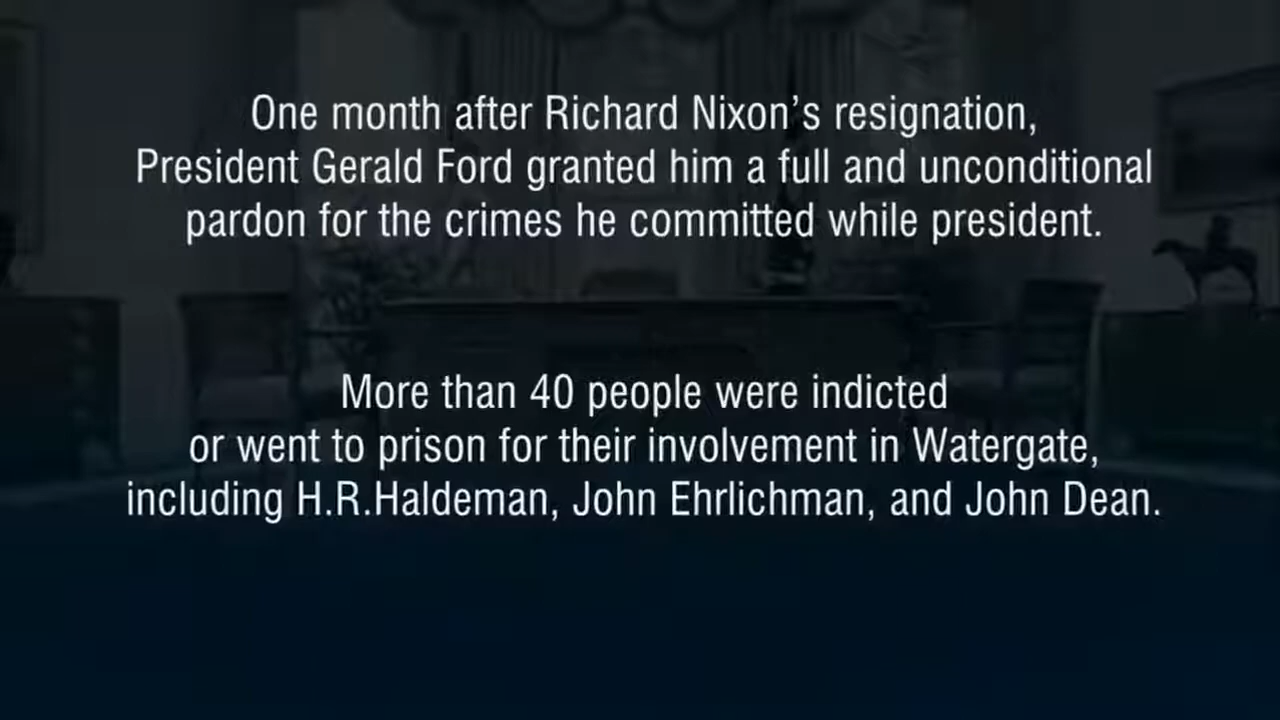 One month after Richard Nixon’s resignation,
President Gerald Ford granted him a full and unconditional
pardon for the crimes he committed while president.
More than 40 people were indicted
or went to prison for their involvement in Watergate,
including H.R.Haldeman, John Ehrlichman, and John Dean.